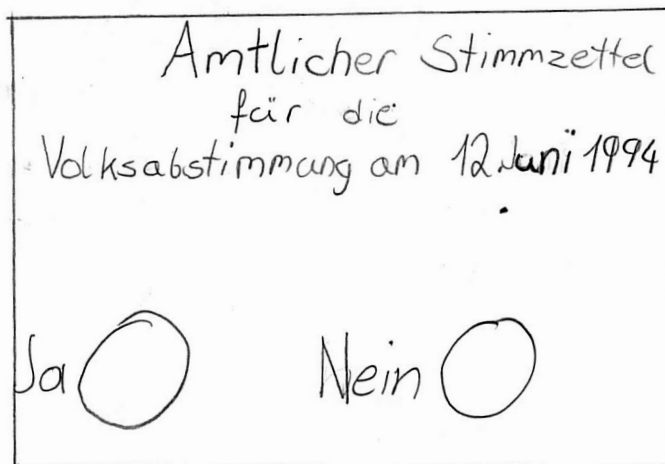 Amtlicher Stimmzettel
für die
Volksabstimmung am 12 Juni 1994
Ja Nein